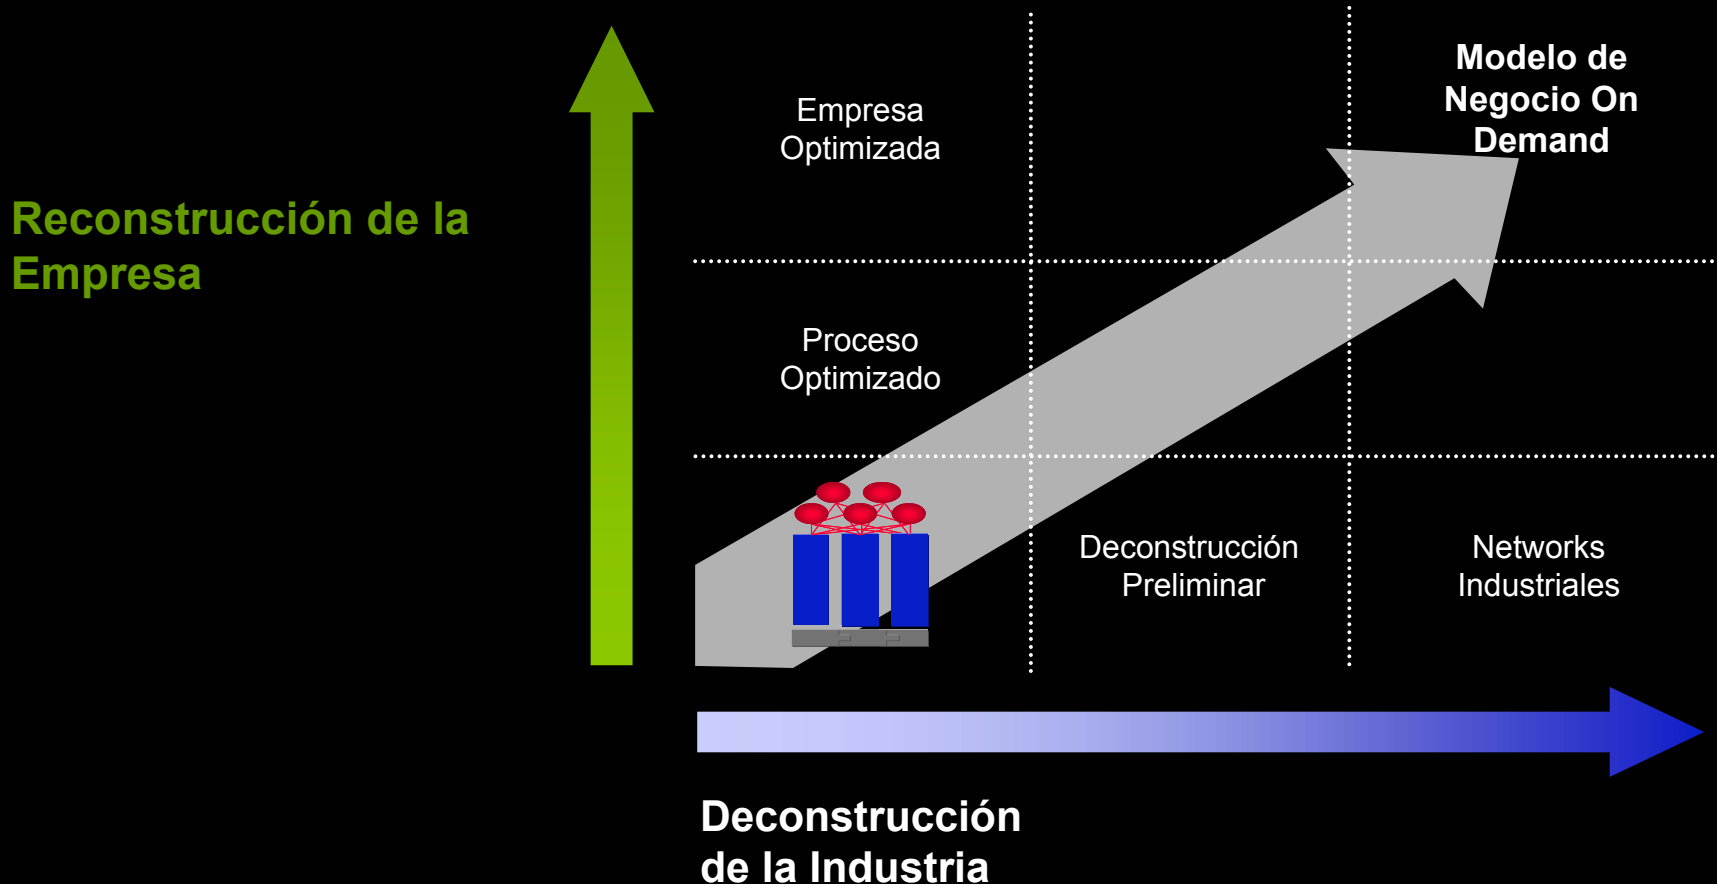 Modelo de
Negocio On
Demand
Empresa
Optimizada
Reconstrucción de la
Empresa
Proceso
Optimizado
Deconstrucción
Preliminar
Networks
Industriales
Deconstrucción
de la Industria